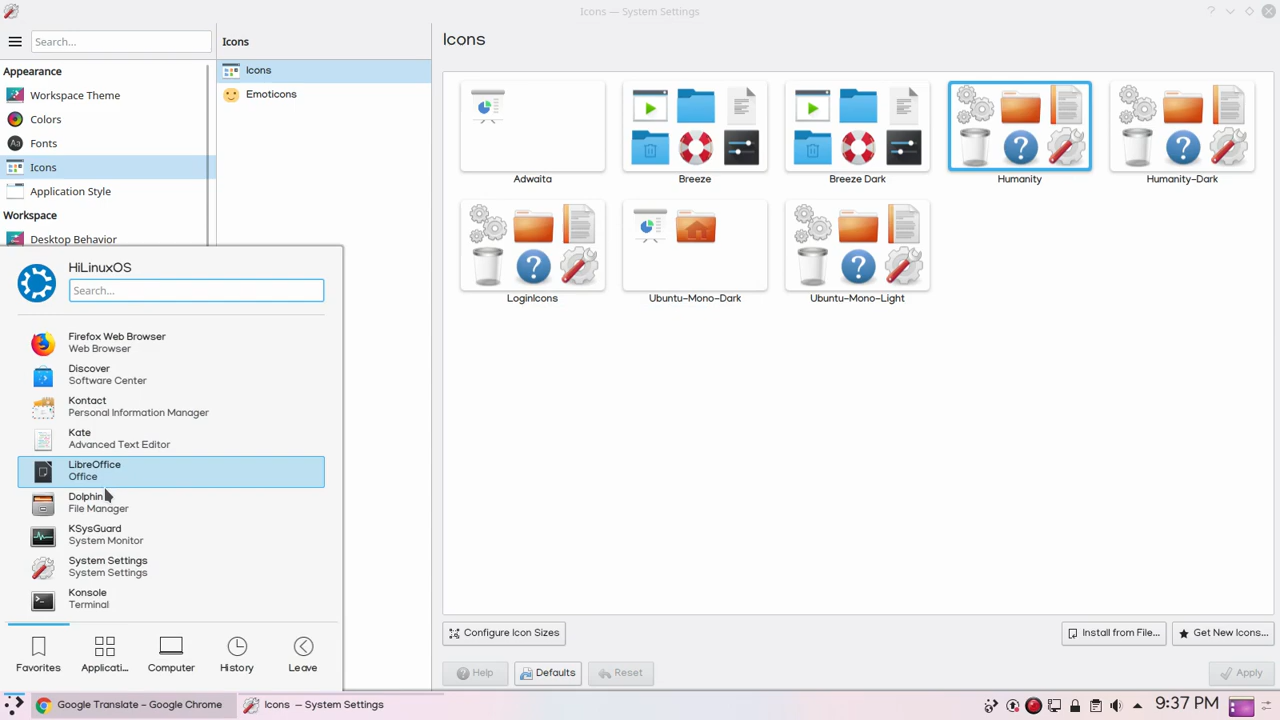 Icons — System Settings
Search...
Icons
Icons
Appearance
Workspace Theme
Colors
Fonts
Icons
Application Style
Workspace
Desktop Behavior
Icons
Emoticons
Adwaita
Breeze
Breeze Dark
Humanity
Humanity-Dark
LoginIcons
Ubuntu-Mono-Dark
Ubuntu-Mono-Light
HiLinuxOS
Search...
Firefox Web Browser
Web Browser
Discover
Software Center
Kontact
Personal Information Manager
Kate
Advanced Text Editor
LibreOffice
Office
Dolphin
File Manager
KSysGuard
System Monitor
System Settings
System Settings
Konsole
Terminal
Favorites
Applicati...
Computer
History
Leave
Configure Icon Sizes
Install from File...
Get New Icons...
Help
Defaults
Reset
Apply
Google Translate - Google Chrome
Icons — System Settings
9:37 PM